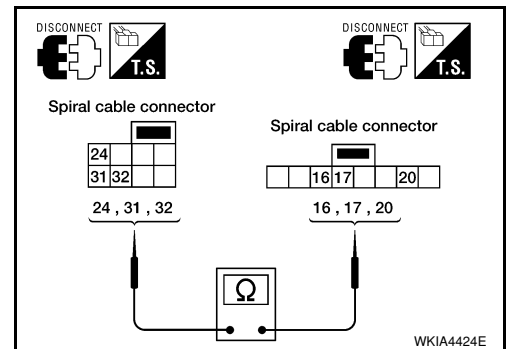 DISCONNECT
T.S.
DISCONNECT
T.S.
Spiral cable connector
Spiral cable connector
24
31 32
16 17 20
24 , 31 , 32
16 , 17 , 20
Ω
WKIA4424E